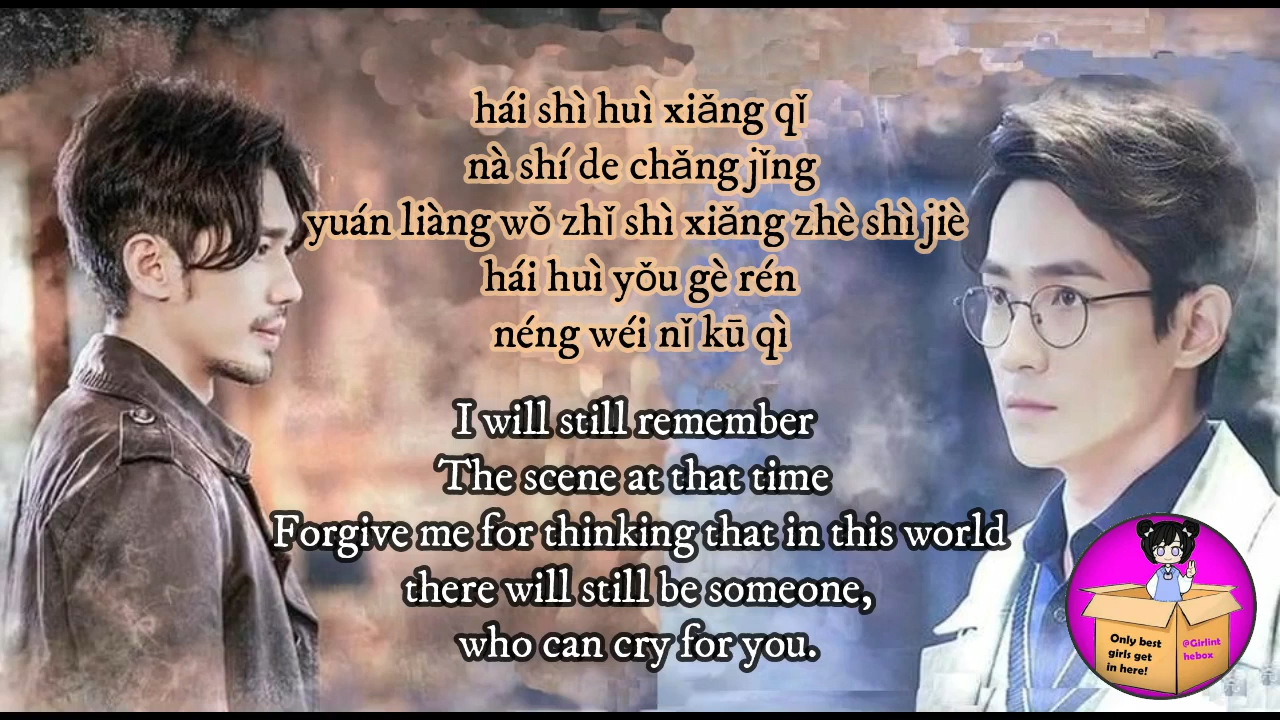 hái shì huì xiǎng qǐ
nà shí de chǎng jǐng
yuán liàng wǒ zhǐ shì xiǎng zhè shì jiè
hái huì yǒu gè rén
néng wéi nǐ kū qì
I will still remember
The scene at that time
Forgive me for thinking that in this world
there will still be someone,
who can cry for you.
Only best
girls get
in here!
@Girlint
hebox